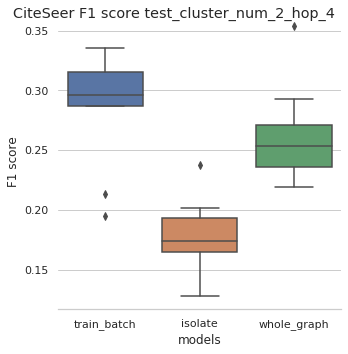 CiteSeer F1 score test_cluster_num_2_hop_4
0.35
0.30
0.25
0.20
0.15
F1 score
train_batch
isolate
whole_graph
models